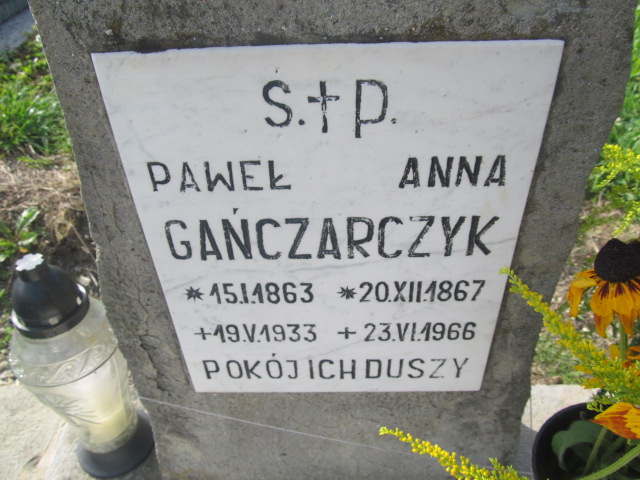 Ś.†P.
PAWEŁ ANNA
GAŃCZARCZYK
*15.I.1863 *20.XII.1867
+19.V.1933 +23.VI.1966
POKÓJ ICH DUSZY